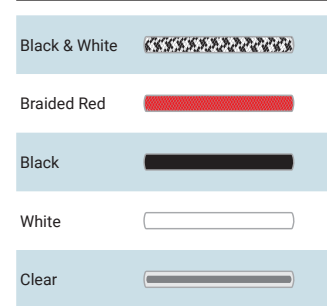 Black & White
Braided Red
Black
White
Clear